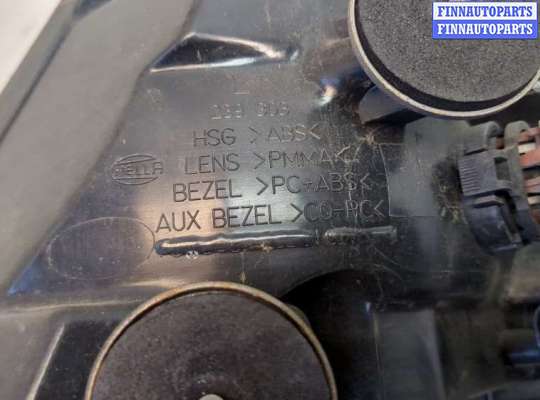 FINNAUTOPARTS
FINNAUTOPARTS
L
HSG >ABS<
HELLA
LENS >PMMA<
BEZEL >PC+ABS<
AUX BEZEL >CO-PC<